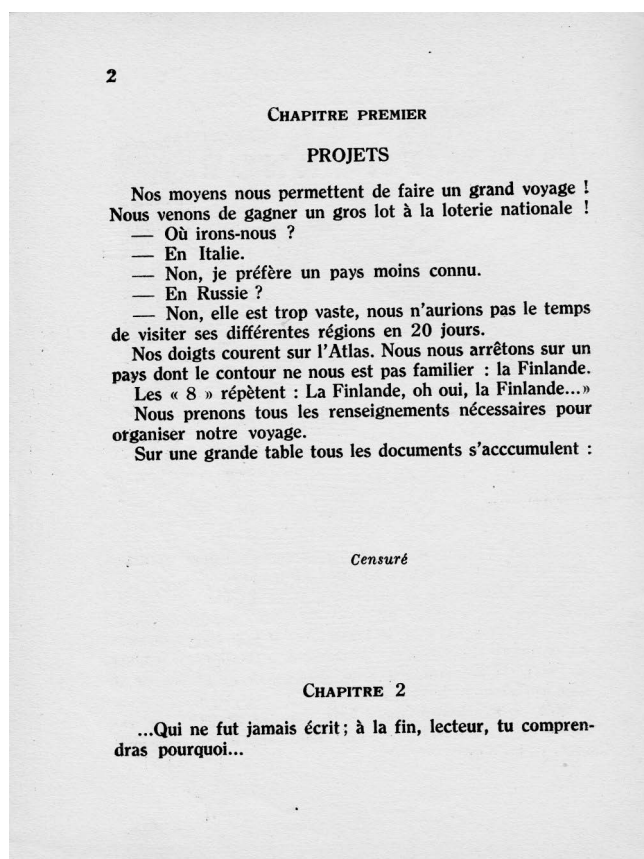 2
CHAPITRE PREMIER
PROJETS
Nos moyens nous permettent de faire un grand voyage !
Nous venons de gagner un gros lot à la loterie nationale !
— Où irons-nous ?
— En Italie.
— Non, je préfère un pays moins connu.
— En Russie ?
— Non, elle est trop vaste, nous n'aurions pas le temps
de visiter ses différentes régions en 20 jours.
Nos doigts courent sur l'Atlas. Nous nous arrêtons sur un
pays dont le contour ne nous est pas familier : la Finlande.
Les « 8 » répètent : La Finlande, oh oui, la Finlande...»
Nous prenons tous les renseignements nécessaires pour
organiser notre voyage.
Sur une grande table tous les documents s'acccumulent :
Censuré
CHAPITRE 2
...Qui ne fut jamais écrit ; à la fin, lecteur, tu compren-
dras pourquoi...